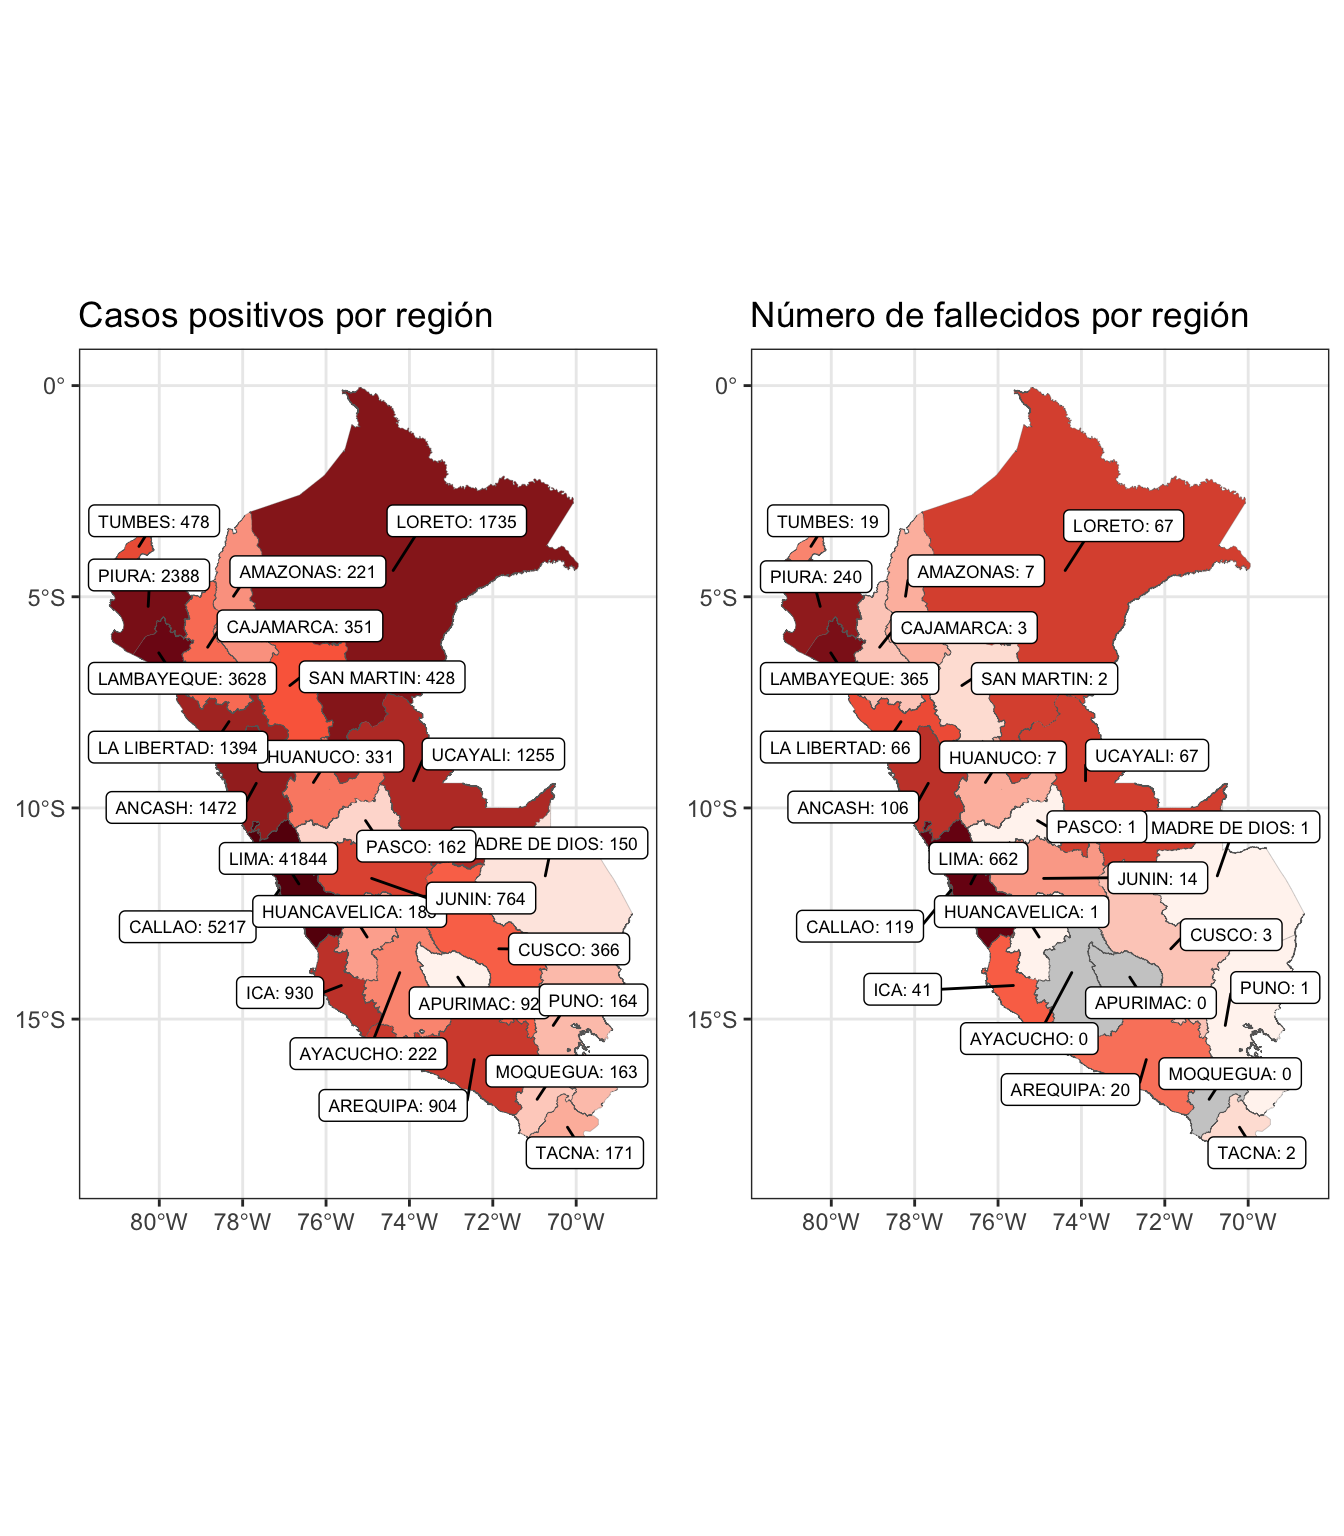 Casos positivos por región
0°
5°S
10°S
15°S
80°W 78°W 76°W 74°W 72°W 70°W
TUMBES: 478
LORETO: 1735
PIURA: 2388
AMAZONAS: 221
CAJAMARCA: 351
LAMBAYEQUE: 3628
SAN MARTIN: 428
LA LIBERTAD: 1394
HUANUCO: 331
UCAYALI: 1255
ANCASH: 1472
PASCO: 162
ADRE DE DIOS: 150
LIMA: 41844
JUNIN: 764
HUANCAVELICA: 18
CALLAO: 5217
CUSCO: 366
ICA: 930
APURIMAC: 92
PUNO: 164
AYACUCHO: 222
MOQUEGUA: 163
AREQUIPA: 904
TACNA: 171
Número de fallecidos por región
0°
5°S
10°S
15°S
80°W 78°W 76°W 74°W 72°W 70°W
TUMBES: 19
LORETO: 67
PIURA: 240
AMAZONAS: 7
CAJAMARCA: 3
LAMBAYEQUE: 365
SAN MARTIN: 2
LA LIBERTAD: 66
HUANUCO: 7
UCAYALI: 67
ANCASH: 106
PASCO: 1
MADRE DE DIOS: 1
LIMA: 662
JUNIN: 14
HUANCAVELICA: 1
CALLAO: 119
CUSCO: 3
ICA: 41
APURIMAC: 0
PUNO: 1
AYACUCHO: 0
MOQUEGUA: 0
AREQUIPA: 20
TACNA: 2